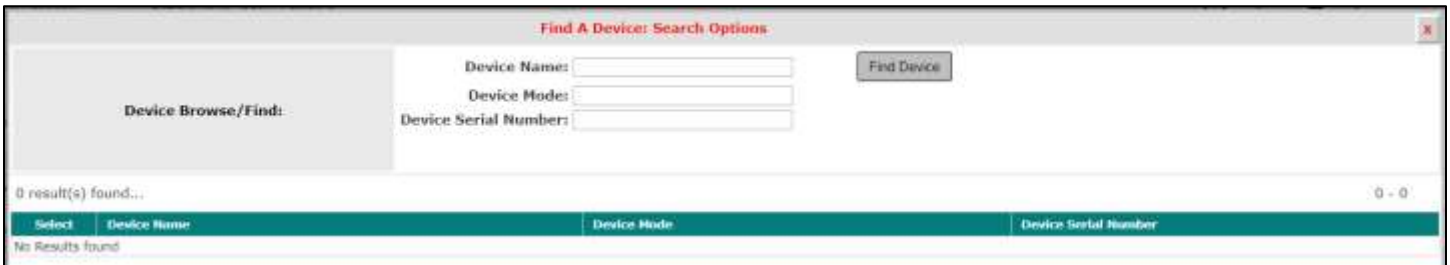 Find A Device: Search Options
x
Device Name:
Find Device
Device Mode:
Device Browse/Find:
Device Serial Number:
0 result(s) found...
0 - 0
Select Device Name Device Mode Device Serial Number
No Results found